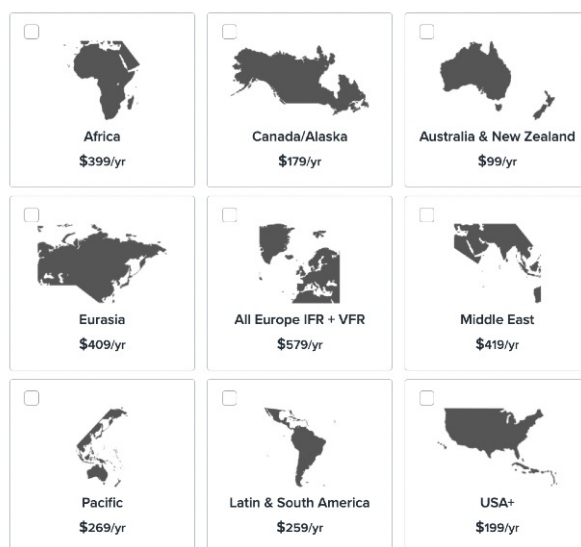 Africa
$399/yr
Canada/Alaska
$179/yr
Australia & New Zealand
$99/yr
Eurasia
$409/yr
All Europe IFR + VFR
$579/yr
Middle East
$419/yr
Pacific
$269/yr
Latin & South America
$259/yr
USA+
$199/yr